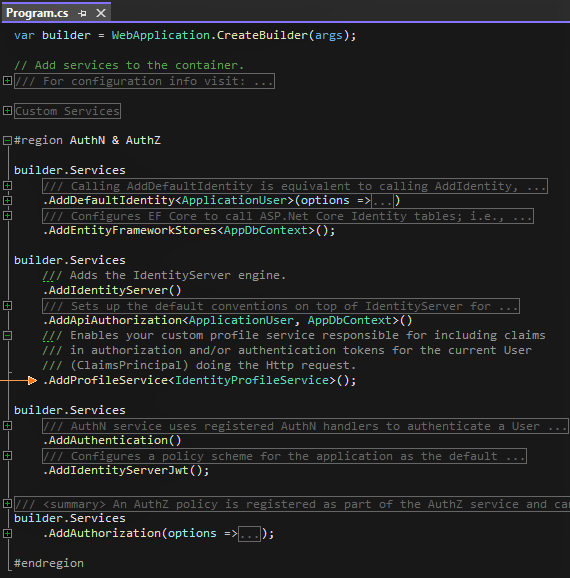 Program.cs
var builder = WebApplication.CreateBuilder(args);
// Add services to the container.
/// For configuration info visit: ...
Custom Services
#region AuthN & AuthZ
builder.Services
/// Calling AddDefaultIdentity is equivalent to calling AddIdentity, ...
.AddDefaultIdentity<ApplicationUser>(options =>...)
/// Configures EF Core to call ASP.Net Core Identity tables; i.e., ...
.AddEntityFrameworkStores<AppDbContext>();
builder.Services
/// Adds the IdentityServer engine.
.AddIdentityServer()
/// Sets up the default conventions on top of IdentityServer for ...
.AddApiAuthorization<ApplicationUser, AppDbContext>()
/// Enables your custom profile service responsible for including claims
/// in authorization and/or authentication tokens for the current User
/// (ClaimsPrincipal) doing the Http request.
.AddProfileService<IdentityProfileService>();
builder.Services
/// AuthN service uses registered AuthN handlers to authenticate a User ...
.AddAuthentication()
/// Configures a policy scheme for the application as the default ...
.AddIdentityServerJwt();
/// <summary> An AuthZ policy is registered as part of the AuthZ service and
builder.Services
.AddAuthorization(options =>...);
#endregion